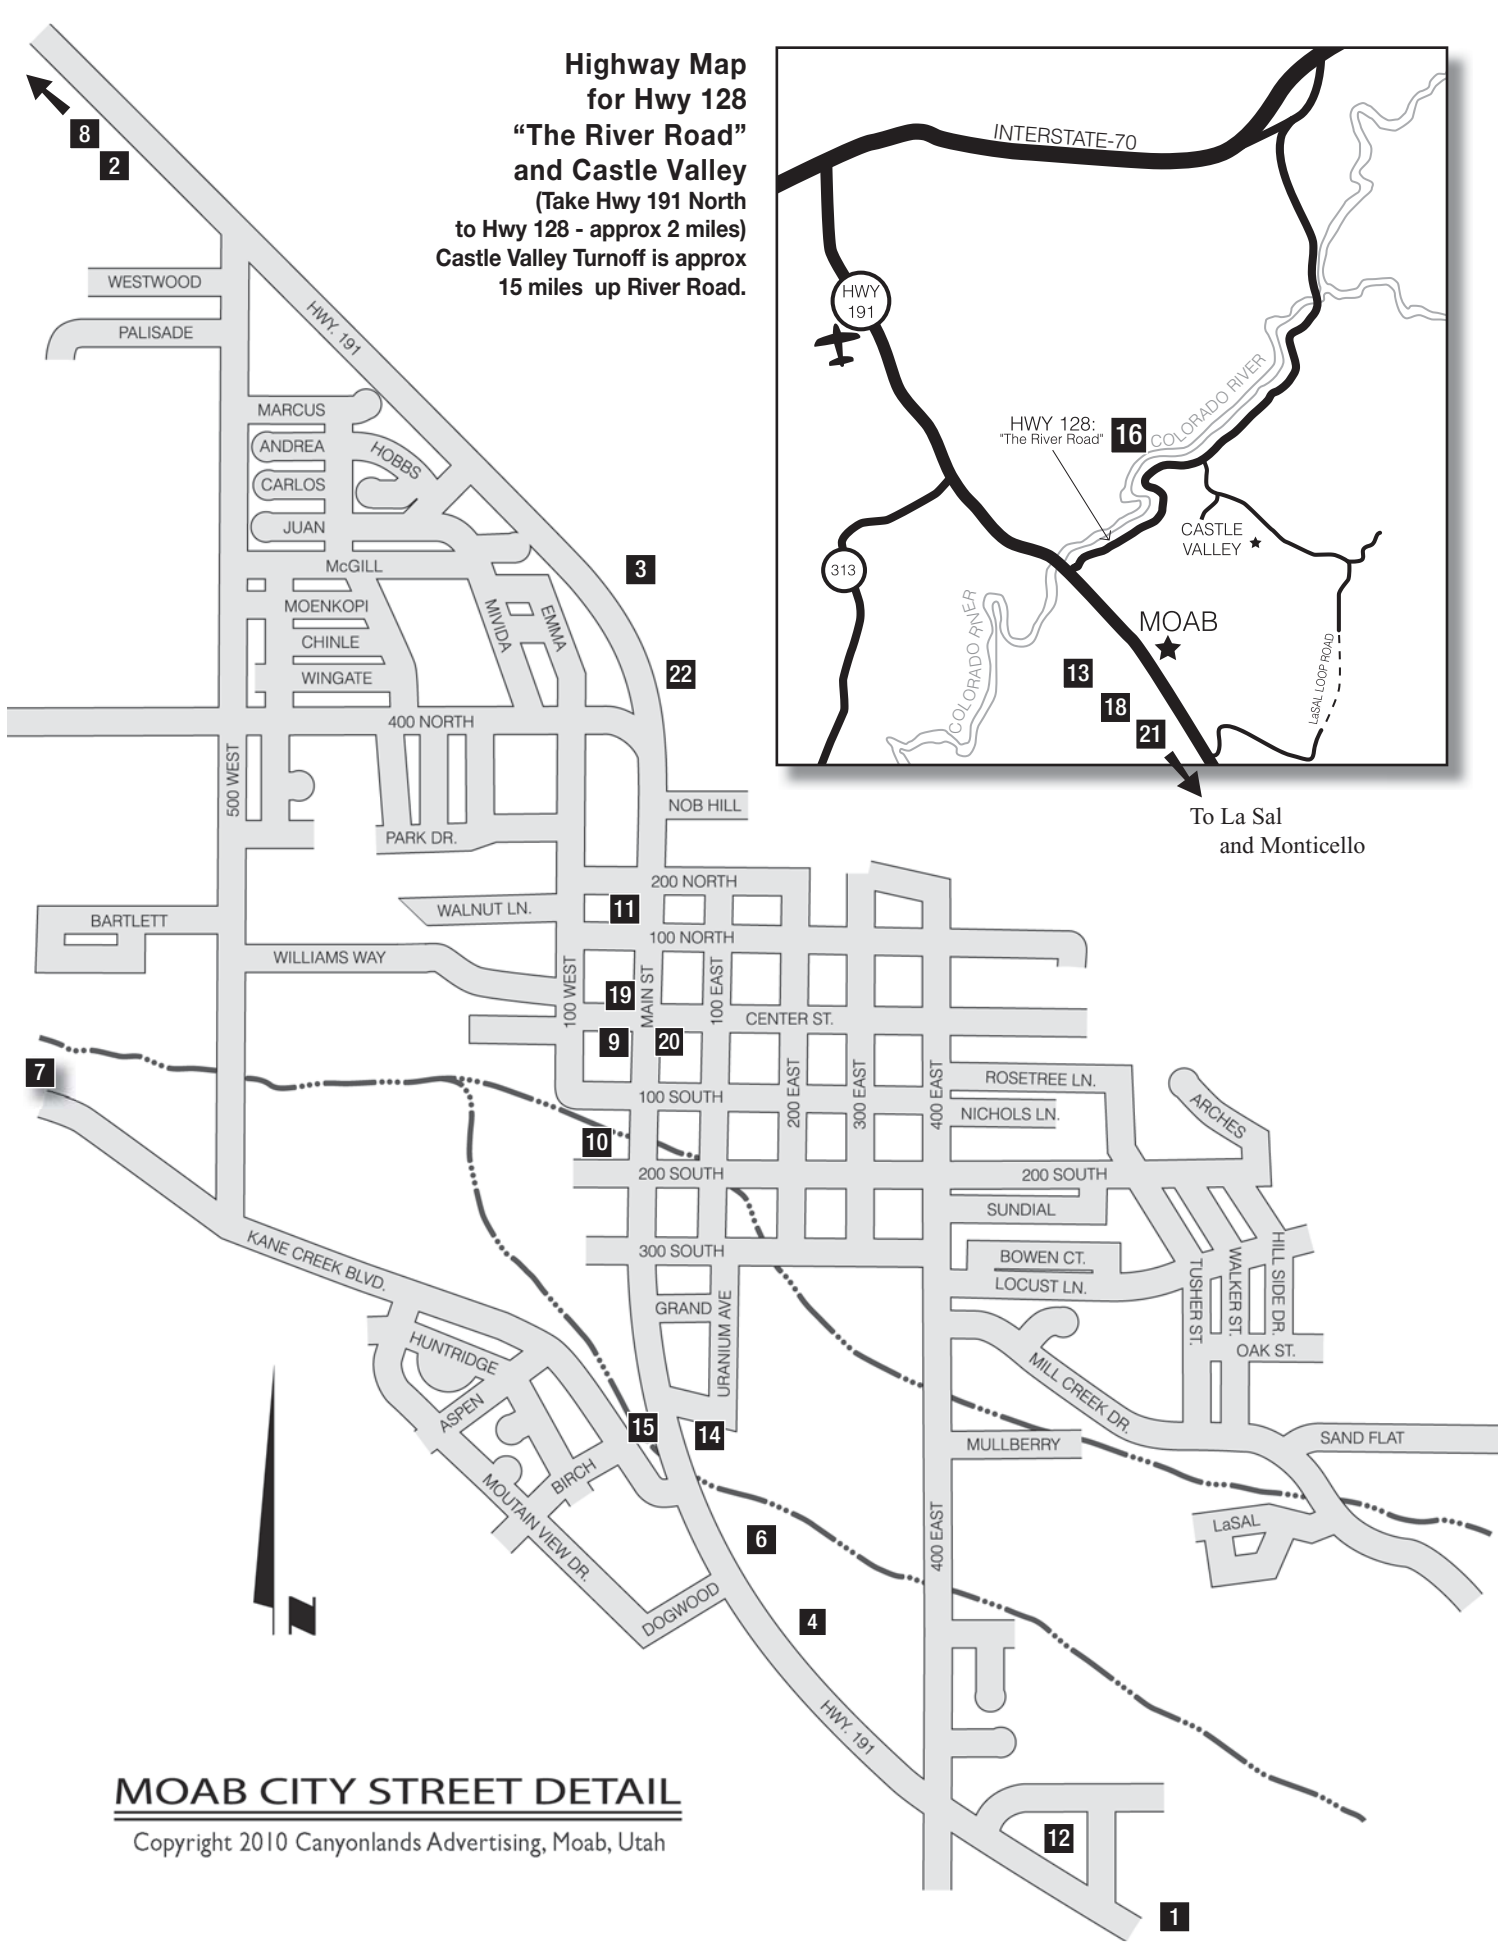 Highway Map
for Hwy 128
“The River Road”
and Castle Valley
(Take Hwy 191 North
to Hwy 128 - approx 2 miles)
Castle Valley Turnoff is approx
15 miles up River Road.
INTERSTATE-70
HWY
191
HWY 128:
"The River Road"
16
COLORADO RIVER
CASTLE
VALLEY
313
COLORADO RIVER
MOAB
13
18
21
LaSAL LOOP ROAD
To La Sal
and Monticello
8
2
WESTWOOD
PALISADE
HWY. 191
MARCUS
ANDREA
HOBBS
CARLOS
JUAN
McGILL
3
MOENKOPI
MIVIDA
EMMA
CHINLE
WINGATE
22
400 NORTH
500 WEST
NOB HILL
PARK DR.
200 NORTH
WALNUT LN.
11
BARTLETT
100 NORTH
WILLIAMS WAY
100 WEST
19
MAIN ST
100 EAST
CENTER ST.
9
20
7
200 EAST
300 EAST
400 EAST
ROSETREE LN.
100 SOUTH
NICHOLS LN.
ARCHES
10
200 SOUTH
200 SOUTH
SUNDIAL
KANE CREEK BLVD.
300 SOUTH
BOWEN CT.
LOCUST LN.
TUSHER ST.
WALKER ST.
HILL SIDE DR.
GRAND
URANIUM AVE
OAK ST.
HUNTRIDGE
MILL CREEK DR.
ASPEN
15
14
MULLBERRY
SAND FLAT
BIRCH
MOUTAIN VIEW DR.
LaSAL
6
400 EAST
DOGWOOD
4
N
HWY. 191
MOAB CITY STREET DETAIL
Copyright 2010 Canyonlands Advertising, Moab, Utah
12
1